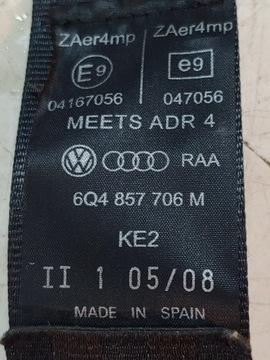 ZAer4mp ZAer4mp
E9 e9
04167056 047056
MEETS ADR 4
VW RAA
6Q4 857 706 M
KE2
II 1 05/08
MADE IN SPAIN